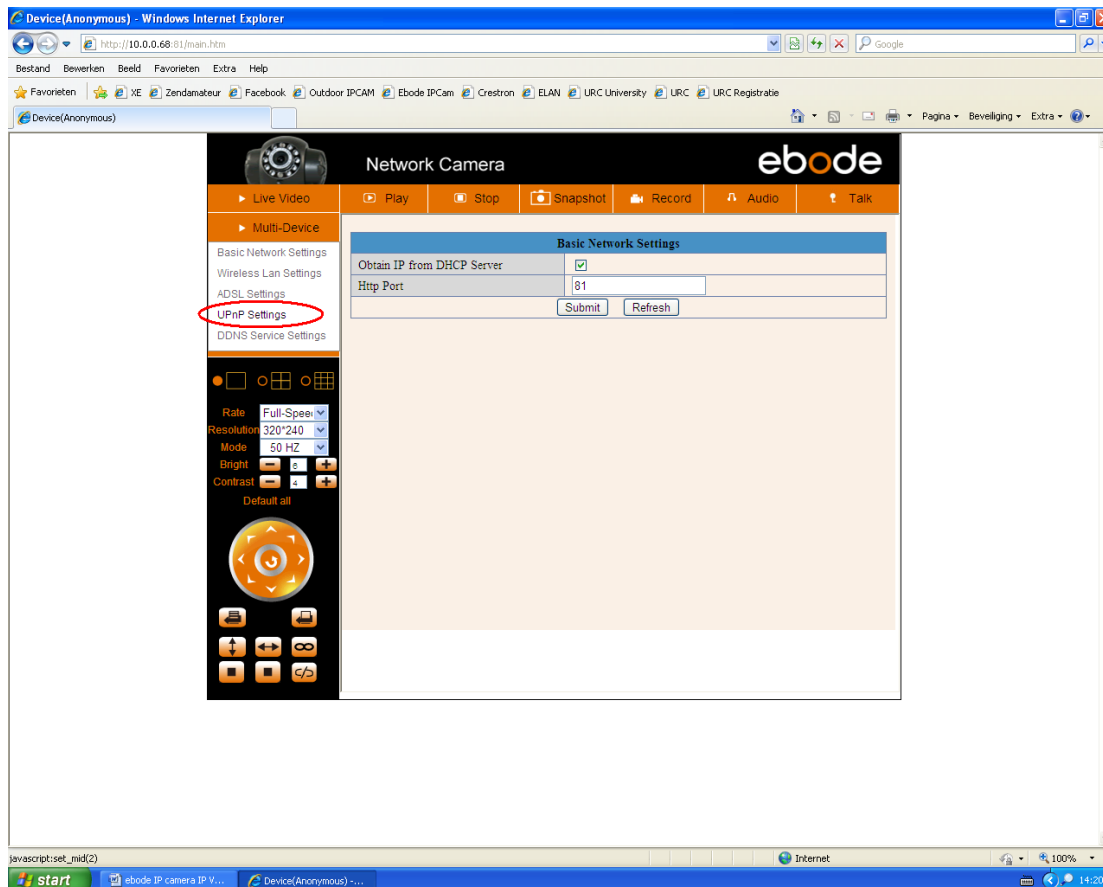 Device(Anonymous) - Windows Internet Explorer
http://10.0.0.68:81/main.htm
Google
Bestand Bewerken Beeld Favorieten Extra Help
Favorieten XE Zendamateur Facebook Outdoor IPCAM Ebode IPCam Crestron ELAN URC University URC URC Registratie
Device(Anonymous)
Pagina Beveiliging Extra
Network Camera
ebode
Live Video Play Stop Snapshot Record Audio Talk
Multi-Device
Basic Network Settings
Wireless Lan Settings
ADSL Settings
UPnP Settings
DDNS Service Settings
Basic Network Settings
Obtain IP from DHCP Server
Http Port 81
Submit Refresh
Rate Full-Speed
Resolution 320*240
Mode 50 HZ
Bright 6
Contrast 4
Default all
javascript:set_mid(2)
Internet
100%
start
ebode IP camera IP V...
Device(Anonymous) -...
14:20